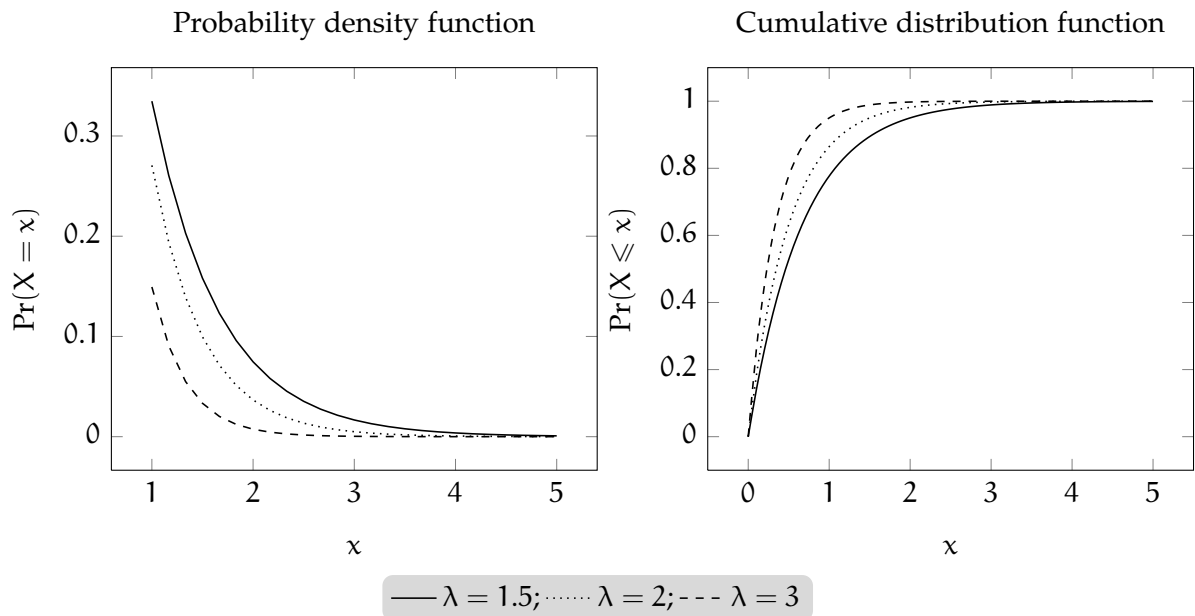 Probability density function
0.3
0.2
0.1
0
Pr(X = x)
1 2 3 4 5
x
Cumulative distribution function
1
0.8
0.6
0.4
0.2
0
Pr(X ⩽ x)
0 1 2 3 4 5
x
λ = 1.5; λ = 2; λ = 3